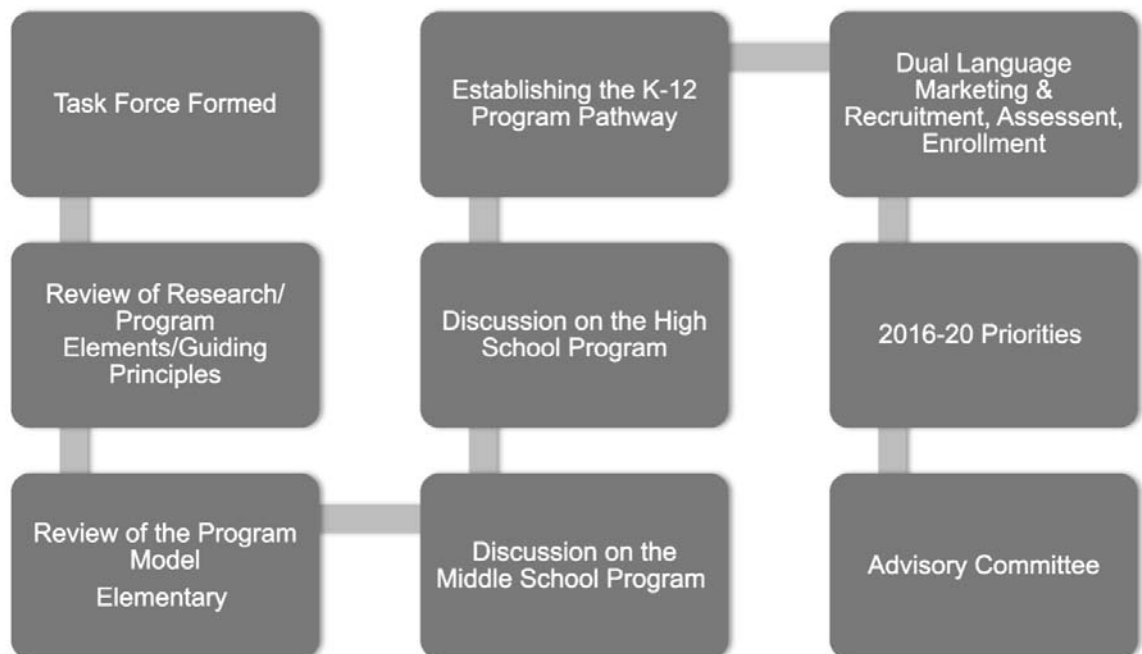 Task Force Formed
Review of Research/
Program
Elements/Guiding
Principles
Review of the Program
Model
Elementary
Discussion on the
Middle School Program
Discussion on the High
School Program
Establishing the K-12
Program Pathway
Dual Language
Marketing &
Recruitment, Assessent,
Enrollment
2016-20 Priorities
Advisory Committee